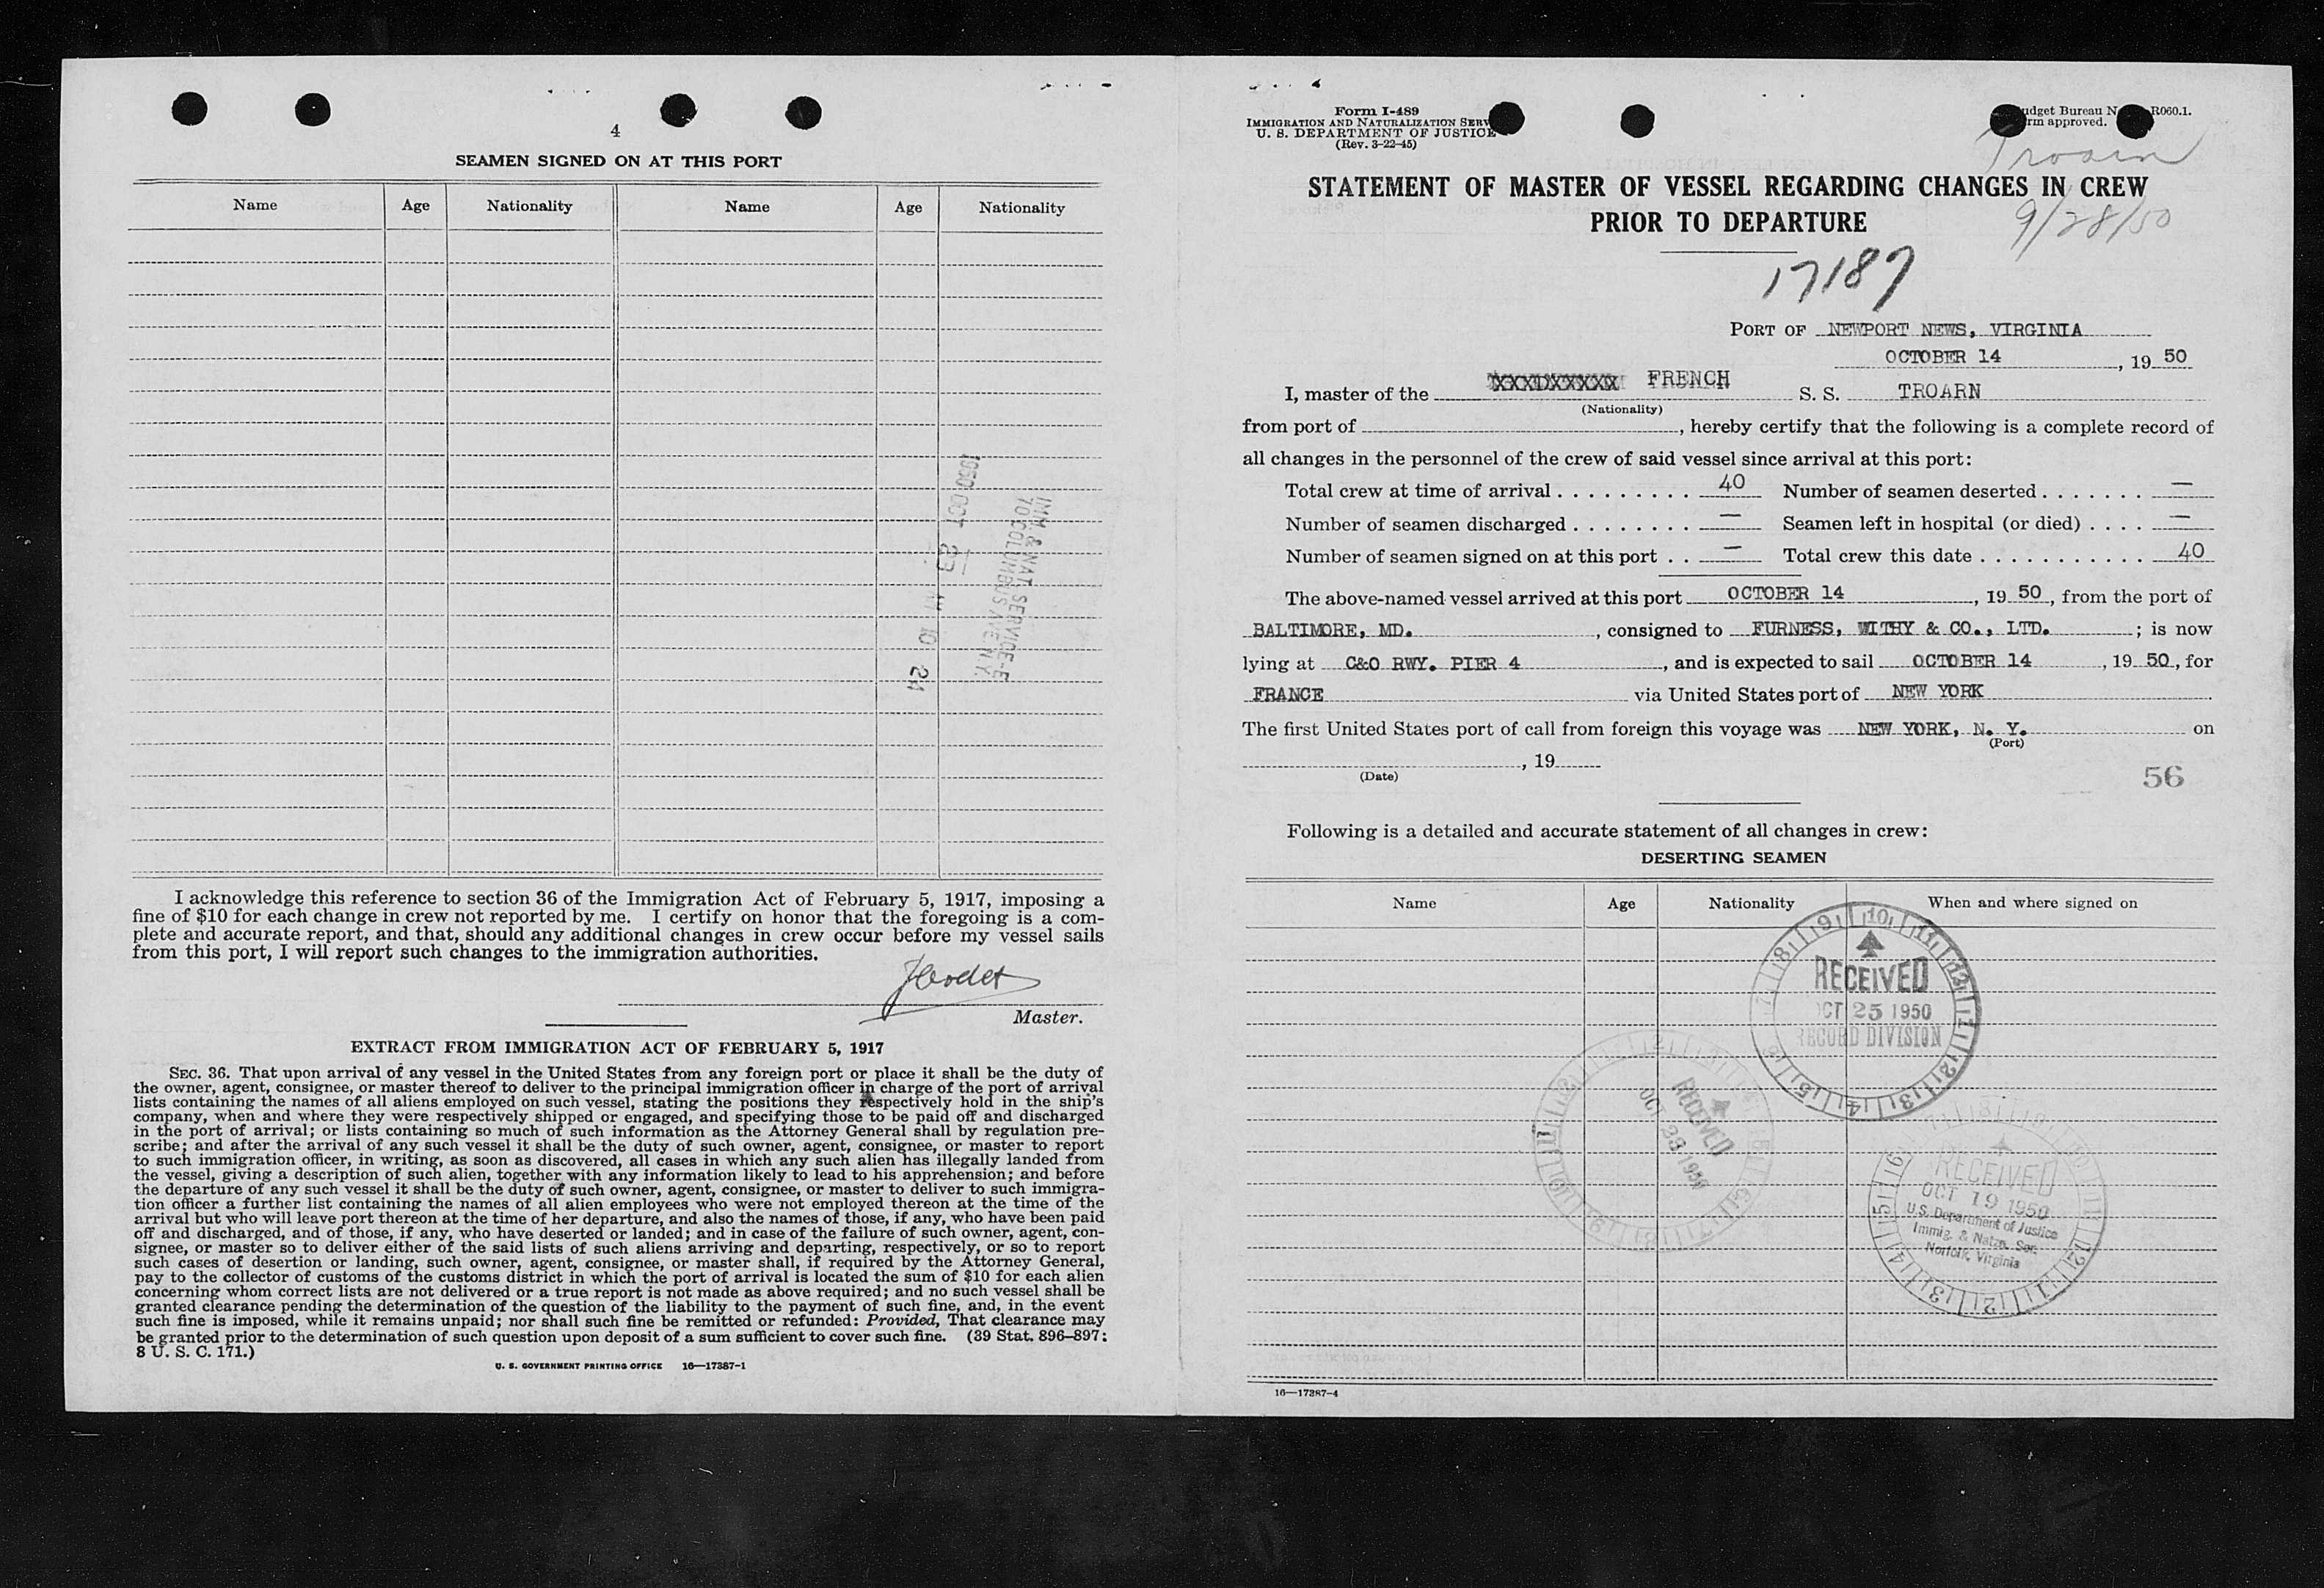 4
SEAMEN SIGNED ON AT THIS PORT
Name Age Nationality Name Age Nationality
1950 OCT 23 10 24
IMM & NAT SERVICE-5
70 COLUMBUS AVE N.Y.
I acknowledge this reference to section 36 of the Immigration Act of February 5, 1917, imposing a
fine of $10 for each change in crew not reported by me. I certify on honor that the foregoing is a com-
plete and accurate report, and that, should any additional changes in crew occur before my vessel sails
from this port, I will report such changes to the immigration authorities.
Master.
EXTRACT FROM IMMIGRATION ACT OF FEBRUARY 5, 1917
SEC. 36. That upon arrival of any vessel in the United States from any foreign port or place it shall be the duty of
the owner, agent, consignee, or master thereof to deliver to the principal immigration officer in charge of the port of arrival
lists containing the names of all aliens employed on such vessel, stating the positions they respectively hold in the ship's
company, when and where they were respectively shipped or engaged, and specifying those to be paid off and discharged
in the port of arrival; or lists containing so much of such information as the Attorney General shall by regulation pre-
scribe; and after the arrival of any such vessel it shall be the duty of such owner, agent, consignee, or master to report
to such immigration officer, in writing, as soon as discovered, all cases in which any such alien has illegally landed from
the vessel, giving a description of such alien, together with any information likely to lead to his apprehension; and before
the departure of any such vessel it shall be the duty of such owner, agent, consignee, or master to deliver to such immigra-
tion officer a further list containing the names of all alien employees who were not employed thereon at the time of the
arrival but who will leave port thereon at the time of her departure, and also the names of those, if any, who have been paid
off and discharged, and of those, if any, who have deserted or landed; and in case of the failure of such owner, agent, con-
signee, or master so to deliver either of the said lists of such aliens arriving and departing, respectively, or so to report
such cases of desertion or landing, such owner, agent, consignee, or master shall, if required by the Attorney General,
pay to the collector of customs of the customs district in which the port of arrival is located the sum of $10 for each alien
concerning whom correct lists are not delivered or a true report is not made as above required; and no such vessel shall be
granted clearance pending the determination of the question of the liability to the payment of such fine, and, in the event
such fine is imposed, while it remains unpaid; nor shall such fine be remitted or refunded: Provided, That clearance may
be granted prior to the determination of such question upon deposit of a sum sufficient to cover such fine. (39 Stat. 896–897;
8 U. S. C. 171.)
U. S. GOVERNMENT PRINTING OFFICE 16—17387-1
Form I-489
IMMIGRATION AND NATURALIZATION SERV
U. S. DEPARTMENT OF JUSTICE
(Rev. 3-22-45)
udget Bureau N R060.1.
rm approved.
Troarn
STATEMENT OF MASTER OF VESSEL REGARDING CHANGES IN CREW
PRIOR TO DEPARTURE
9/28/50
17187
PORT OF NEWPORT NEWS, VIRGINIA
OCTOBER 14, 19 50
I, master of the FRENCH S. S. TROARN
(Nationality)
from port of , hereby certify that the following is a complete record of
all changes in the personnel of the crew of said vessel since arrival at this port:
Total crew at time of arrival 40 Number of seamen deserted —
Number of seamen discharged — Seamen left in hospital (or died) —
Number of seamen signed on at this port — Total crew this date 40
The above-named vessel arrived at this port OCTOBER 14, 19 50, from the port of
BALTIMORE, MD., consigned to FURNESS, WITHY & CO., LTD.; is now
lying at C&O RWY. PIER 4, and is expected to sail OCTOBER 14, 19 50, for
FRANCE via United States port of NEW YORK
The first United States port of call from foreign this voyage was NEW YORK, N. Y. on
(Port)
, 19
(Date)
56
Following is a detailed and accurate statement of all changes in crew:
DESERTING SEAMEN
Name Age Nationality When and where signed on
RECEIVED
OCT 25 1950
RECORD DIVISION
RECEIVED
OCT 23 1950
RECEIVED
OCT 19 1950
U.S. Department of Justice
Immig. & Natzn. Ser.
Norfolk, Virginia
16—17387-4